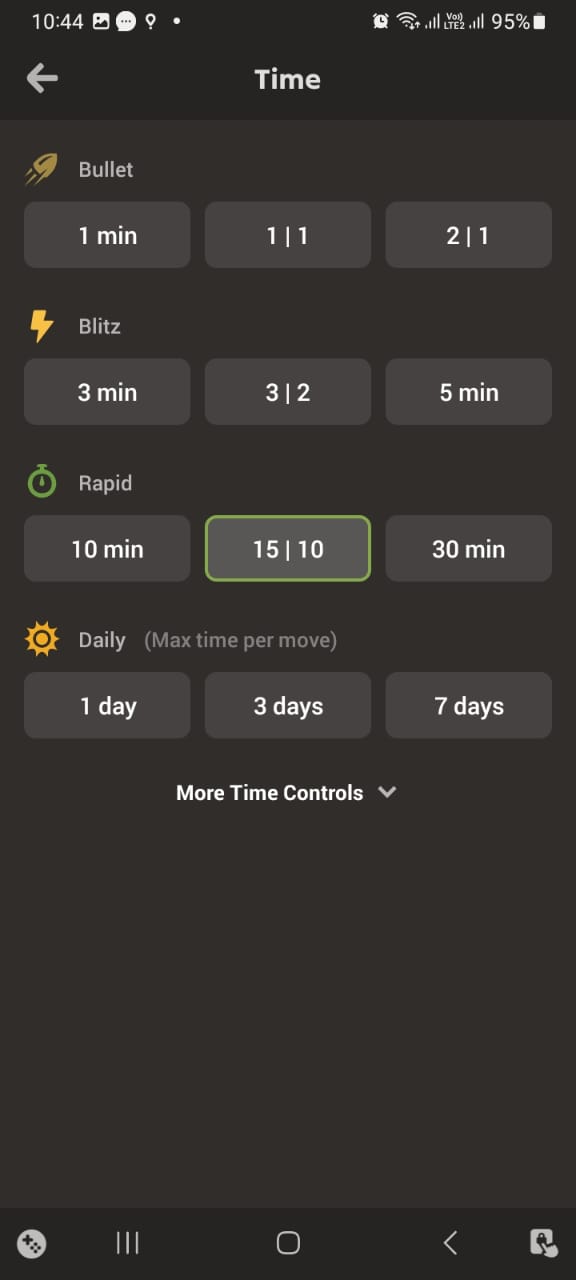 10:44 Vo)) LTE2 95%
Time
Bullet
1 min 1 | 1 2 | 1
Blitz
3 min 3 | 2 5 min
Rapid
10 min 15 | 10 30 min
Daily (Max time per move)
1 day 3 days 7 days
More Time Controls